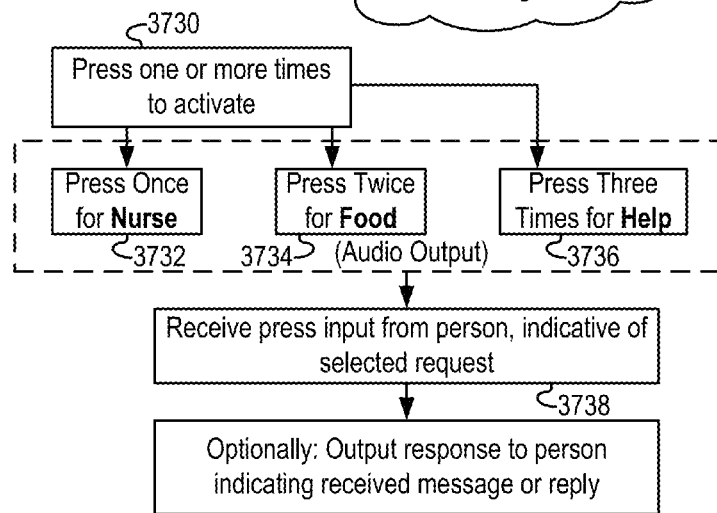 3730
Press one or more times
to activate
Press Once
for Nurse
Press Twice
for Food
Press Three
Times for Help
3732
3734
(Audio Output)
3736
Receive press input from person, indicative of
selected request
3738
Optionally: Output response to person
indicating received message or reply